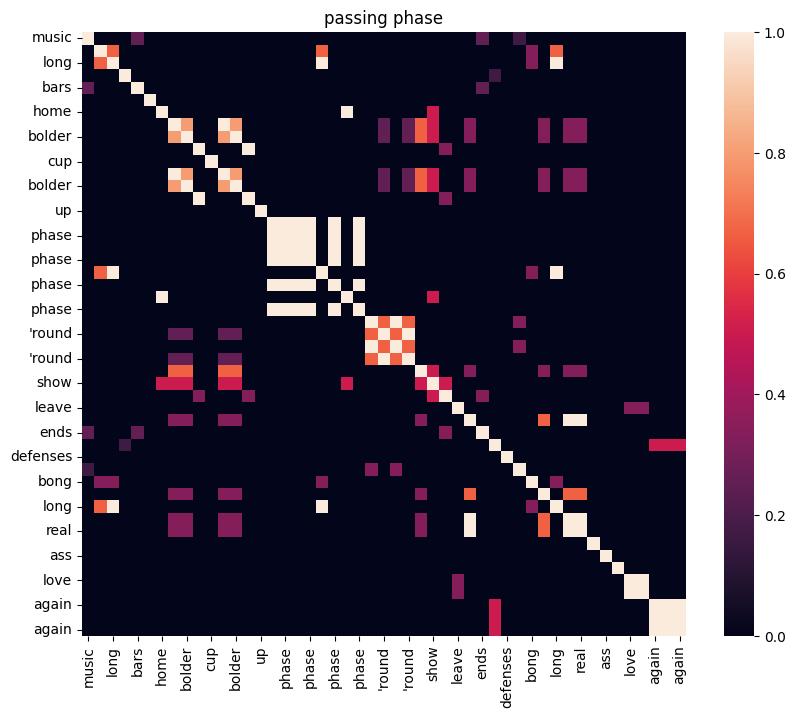 passing phase
music
long
bars
home
bolder
cup
bolder
up
phase
phase
phase
phase
'round
'round
show
leave
ends
defenses
bong
long
real
ass
love
again
again
music
long
bars
home
bolder
cup
bolder
up
phase
phase
phase
phase
'round
'round
show
leave
ends
defenses
bong
long
real
ass
love
again
again
1.0
0.8
0.6
0.4
0.2
0.0